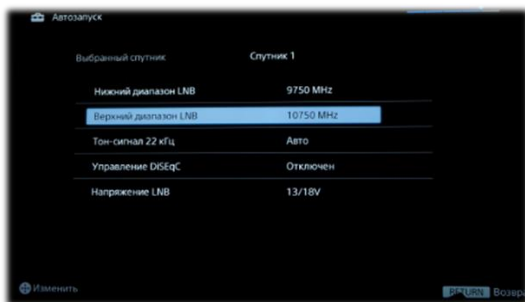 Автозапуск
Выбранный спутник Спутник 1
Нижний диапазон LNB 9750 MHz
Верхний диапазон LNB 10750 MHz
Тон-сигнал 22 кГц Авто
Управление DiSEqC Отключен
Напряжение LNB 13/18V
Изменить RETURN Возвра